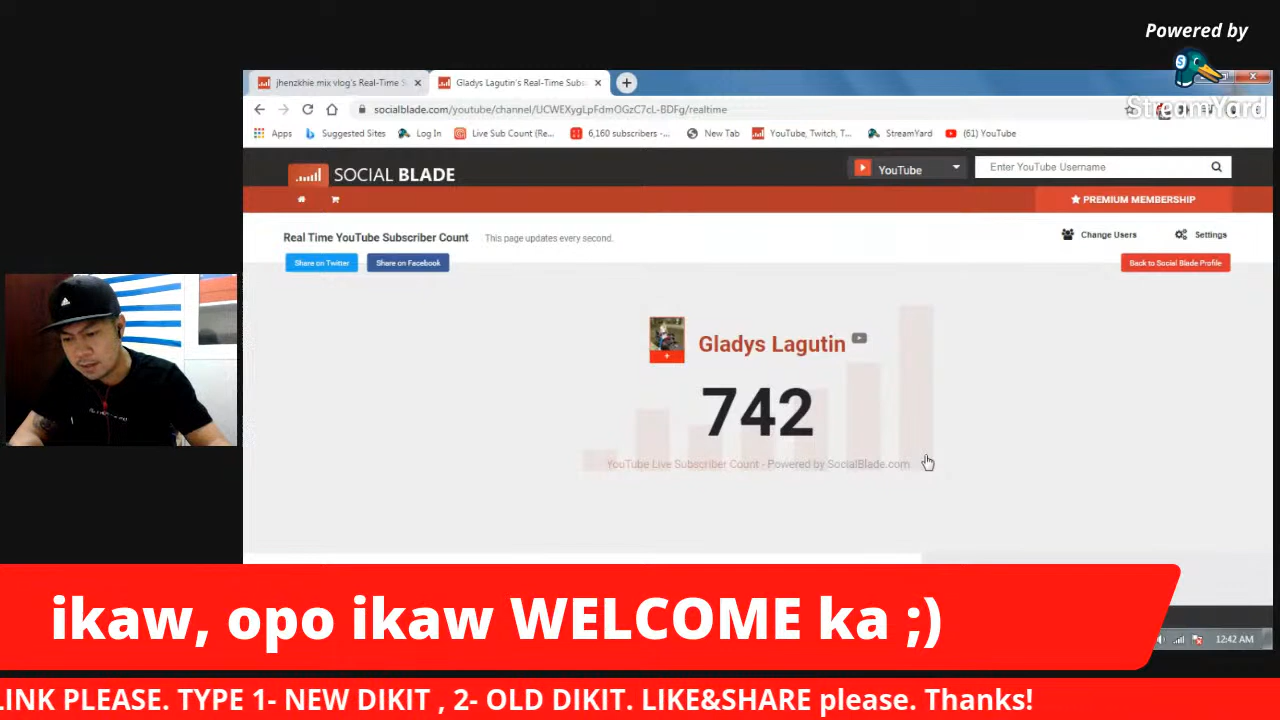 Powered by
StreamYard
jhenzkhie mix vlog's Real-Time S
Gladys Lagutin's Real-Time Subs
socialblade.com/youtube/channel/UCWEXygLpFdmOGzC7cL-BDFg/realtime
Apps Suggested Sites Log In Live Sub Count (Re... 6,160 subscribers -... New Tab YouTube, Twitch, T... StreamYard (61) YouTube
SOCIAL BLADE
YouTube
Enter YouTube Username
PREMIUM MEMBERSHIP
Real Time YouTube Subscriber Count This page updates every second.
Change Users Settings
Share on Twitter Share on Facebook
Back to Social Blade Profile
Gladys Lagutin
742
YouTube Live Subscriber Count - Powered by SocialBlade.com
ikaw, opo ikaw WELCOME ka ;)
12:42 AM
LINK PLEASE. TYPE 1- NEW DIKIT , 2- OLD DIKIT. LIKE&SHARE please. Thanks!